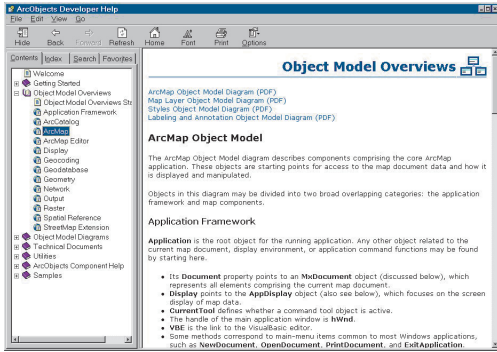 ArcObjects Developer Help
File Edit View Go
Hide Back Forward Refresh Home Font Print Options
Contents Index Search Favorites
Welcome
Getting Started
Object Model Overviews
Object Model Overviews Str
Application Framework
ArcCatalog
ArcMap
ArcMap Editor
Display
Geocoding
Geodatabase
Geometry
Network
Output
Raster
Spatial Reference
StreetMap Extension
Object Model Diagrams
Technical Documents
Utilities
ArcObjects Component Help
Samples
Object Model Overviews
ArcMap Object Model Diagram (PDF)
Map Layer Object Model Diagram (PDF)
Styles Object Model Diagram (PDF)
Labeling and Annotation Object Model Diagram (PDF)
ArcMap Object Model
The ArcMap Object Model diagram describes components comprising the core ArcMap
application. These objects are starting points for access to the map document data and how it
is displayed and manipulated.
Objects in this diagram may be divided into two broad overlapping categories: the application
framework and map components.
Application Framework
Application is the root object for the running application. Any other object related to the
current map document, display environment, or application command functions may be found
by starting here.
• Its Document property points to an MxDocument object (discussed below), which
represents all elements comprising the current map document.
• Display points to the AppDisplay object (also see below), which focuses on the screen
display of map data.
• CurrentTool defines whether a command tool object is active.
• The handle of the main application window is hWnd.
• VBE is the link to the VisualBasic editor.
• Some methods correspond to main-menu items common to most Windows applications,
such as NewDocument, OpenDocument, PrintDocument, and ExitApplication.